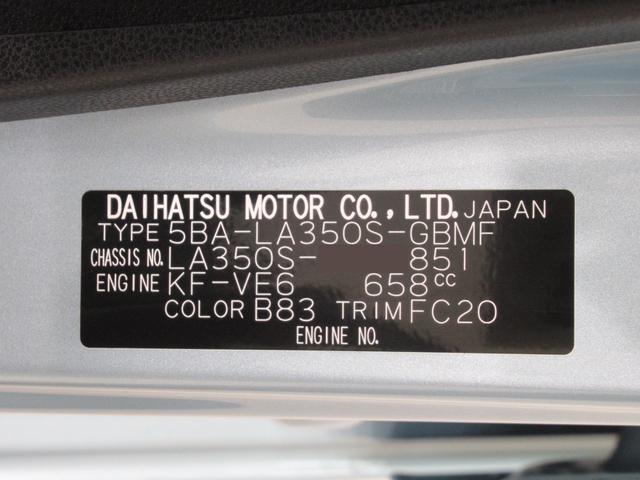 DAIHATSU MOTOR CO., LTD. JAPAN
TYPE 5BA-LA350S-GBMF
CHASSIS NO. LA350S- 851
ENGINE KF-VE6 658cc
COLOR B83 TRIM FC20
ENGINE NO.